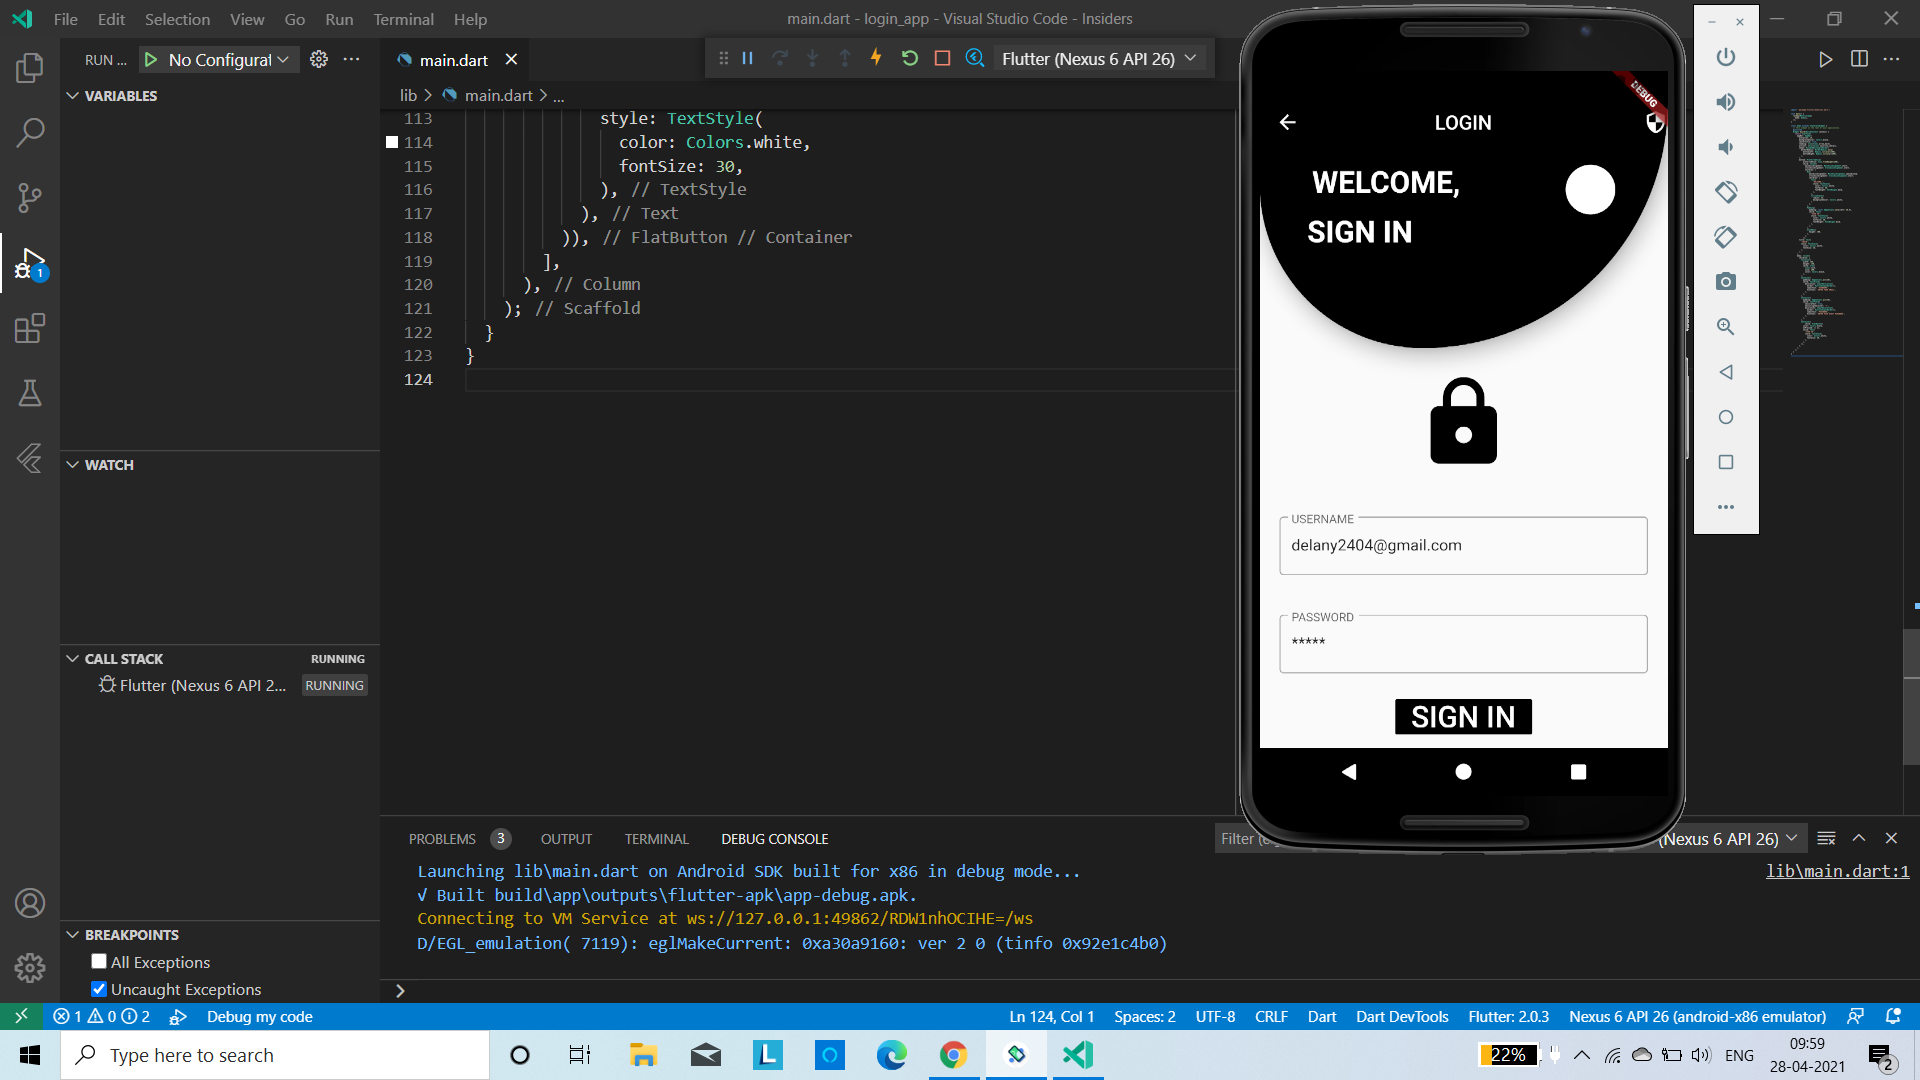 File Edit Selection View Go Run Terminal Help
main.dart - login_app - Visual Studio Code - Insiders
RUN ...
No Configurat
main.dart
Flutter (Nexus 6 API 26)
VARIABLES
lib > main.dart > ...
113 style: TextStyle(
114 color: Colors.white,
115 fontSize: 30,
116 ), // TextStyle
117 ), // Text
118 )), // FlatButton // Container
119 ],
120 ), // Column
121 ); // Scaffold
122 }
123 }
124
WATCH
CALL STACK
RUNNING
Flutter (Nexus 6 API 2...
RUNNING
BREAKPOINTS
All Exceptions
Uncaught Exceptions
DEBUG
LOGIN
WELCOME,
SIGN IN
USERNAME
delany2404@gmail.com
PASSWORD
*****
SIGN IN
PROBLEMS 3 OUTPUT TERMINAL DEBUG CONSOLE
Filter (e
(Nexus 6 API 26)
Launching lib\main.dart on Android SDK built for x86 in debug mode...
lib\main.dart:1
√ Built build\app\outputs\flutter-apk\app-debug.apk.
Connecting to VM Service at ws://127.0.0.1:49862/RDW1nhOCIHE=/ws
D/EGL_emulation( 7119): eglMakeCurrent: 0xa30a9160: ver 2 0 (tinfo 0x92e1c4b0)
1 0 2 Debug my code
Ln 124, Col 1 Spaces: 2 UTF-8 CRLF Dart Dart DevTools Flutter: 2.0.3 Nexus 6 API 26 (android-x86 emulator)
Type here to search
22%
ENG
09:59
28-04-2021
2